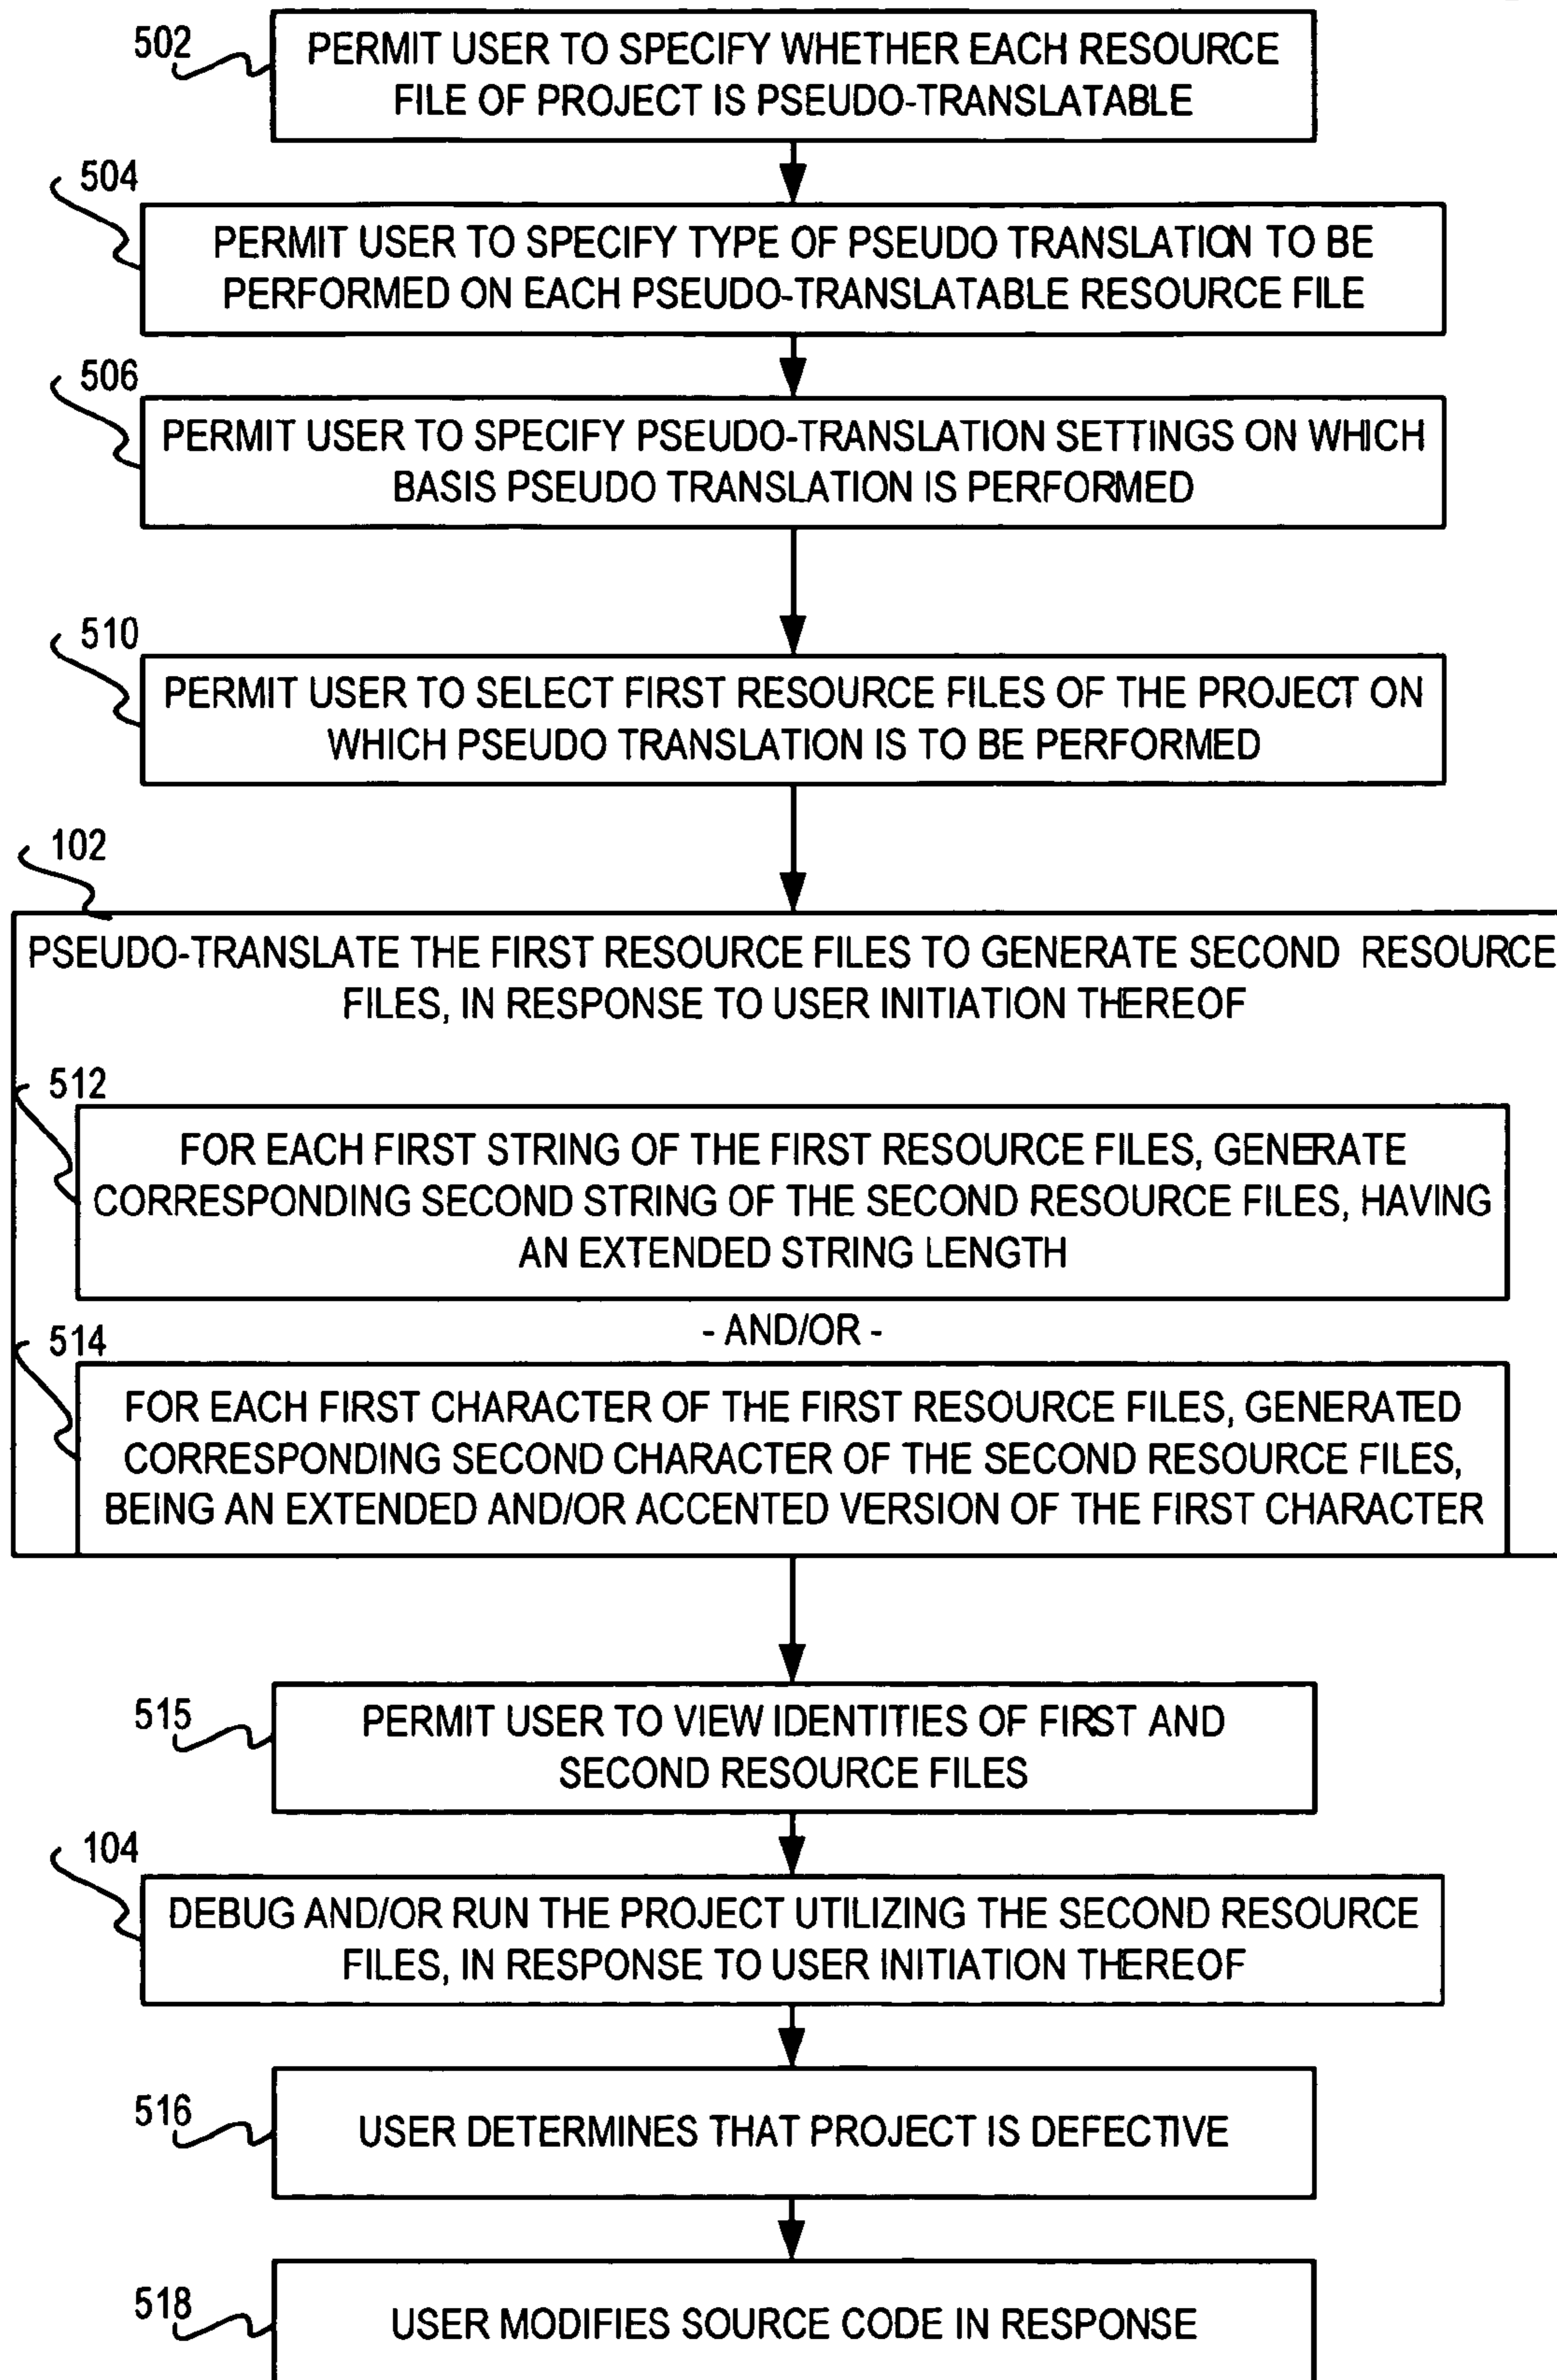 502
PERMIT USER TO SPECIFY WHETHER EACH RESOURCE
FILE OF PROJECT IS PSEUDO-TRANSLATABLE
504
PERMIT USER TO SPECIFY TYPE OF PSEUDO TRANSLATION TO BE
PERFORMED ON EACH PSEUDO-TRANSLATABLE RESOURCE FILE
506
PERMIT USER TO SPECIFY PSEUDO-TRANSLATION SETTINGS ON WHICH
BASIS PSEUDO TRANSLATION IS PERFORMED
510
PERMIT USER TO SELECT FIRST RESOURCE FILES OF THE PROJECT ON
WHICH PSEUDO TRANSLATION IS TO BE PERFORMED
102
PSEUDO-TRANSLATE THE FIRST RESOURCE FILES TO GENERATE SECOND RESOURCE
FILES, IN RESPONSE TO USER INITIATION THEREOF
512
FOR EACH FIRST STRING OF THE FIRST RESOURCE FILES, GENERATE
CORRESPONDING SECOND STRING OF THE SECOND RESOURCE FILES, HAVING
AN EXTENDED STRING LENGTH
- AND/OR -
514
FOR EACH FIRST CHARACTER OF THE FIRST RESOURCE FILES, GENERATED
CORRESPONDING SECOND CHARACTER OF THE SECOND RESOURCE FILES,
BEING AN EXTENDED AND/OR ACCENTED VERSION OF THE FIRST CHARACTER
515
PERMIT USER TO VIEW IDENTITIES OF FIRST AND
SECOND RESOURCE FILES
104
DEBUG AND/OR RUN THE PROJECT UTILIZING THE SECOND RESOURCE
FILES, IN RESPONSE TO USER INITIATION THEREOF
516
USER DETERMINES THAT PROJECT IS DEFECTIVE
518
USER MODIFIES SOURCE CODE IN RESPONSE